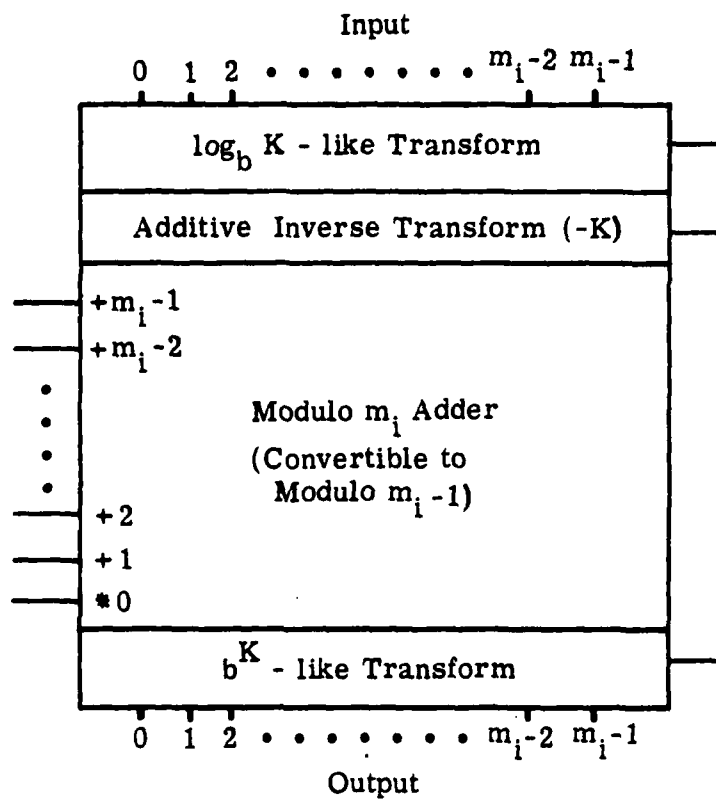 Input
0 1 2 • • • • • • • m_i-2 m_i-1
log_b K - like Transform
Additive Inverse Transform (-K)
+m_i-1
+m_i-2
Modulo m_i Adder
(Convertible to
Modulo m_i-1)
+2
+1
*0
b^K - like Transform
0 1 2 • • • • • • • m_i-2 m_i-1
Output